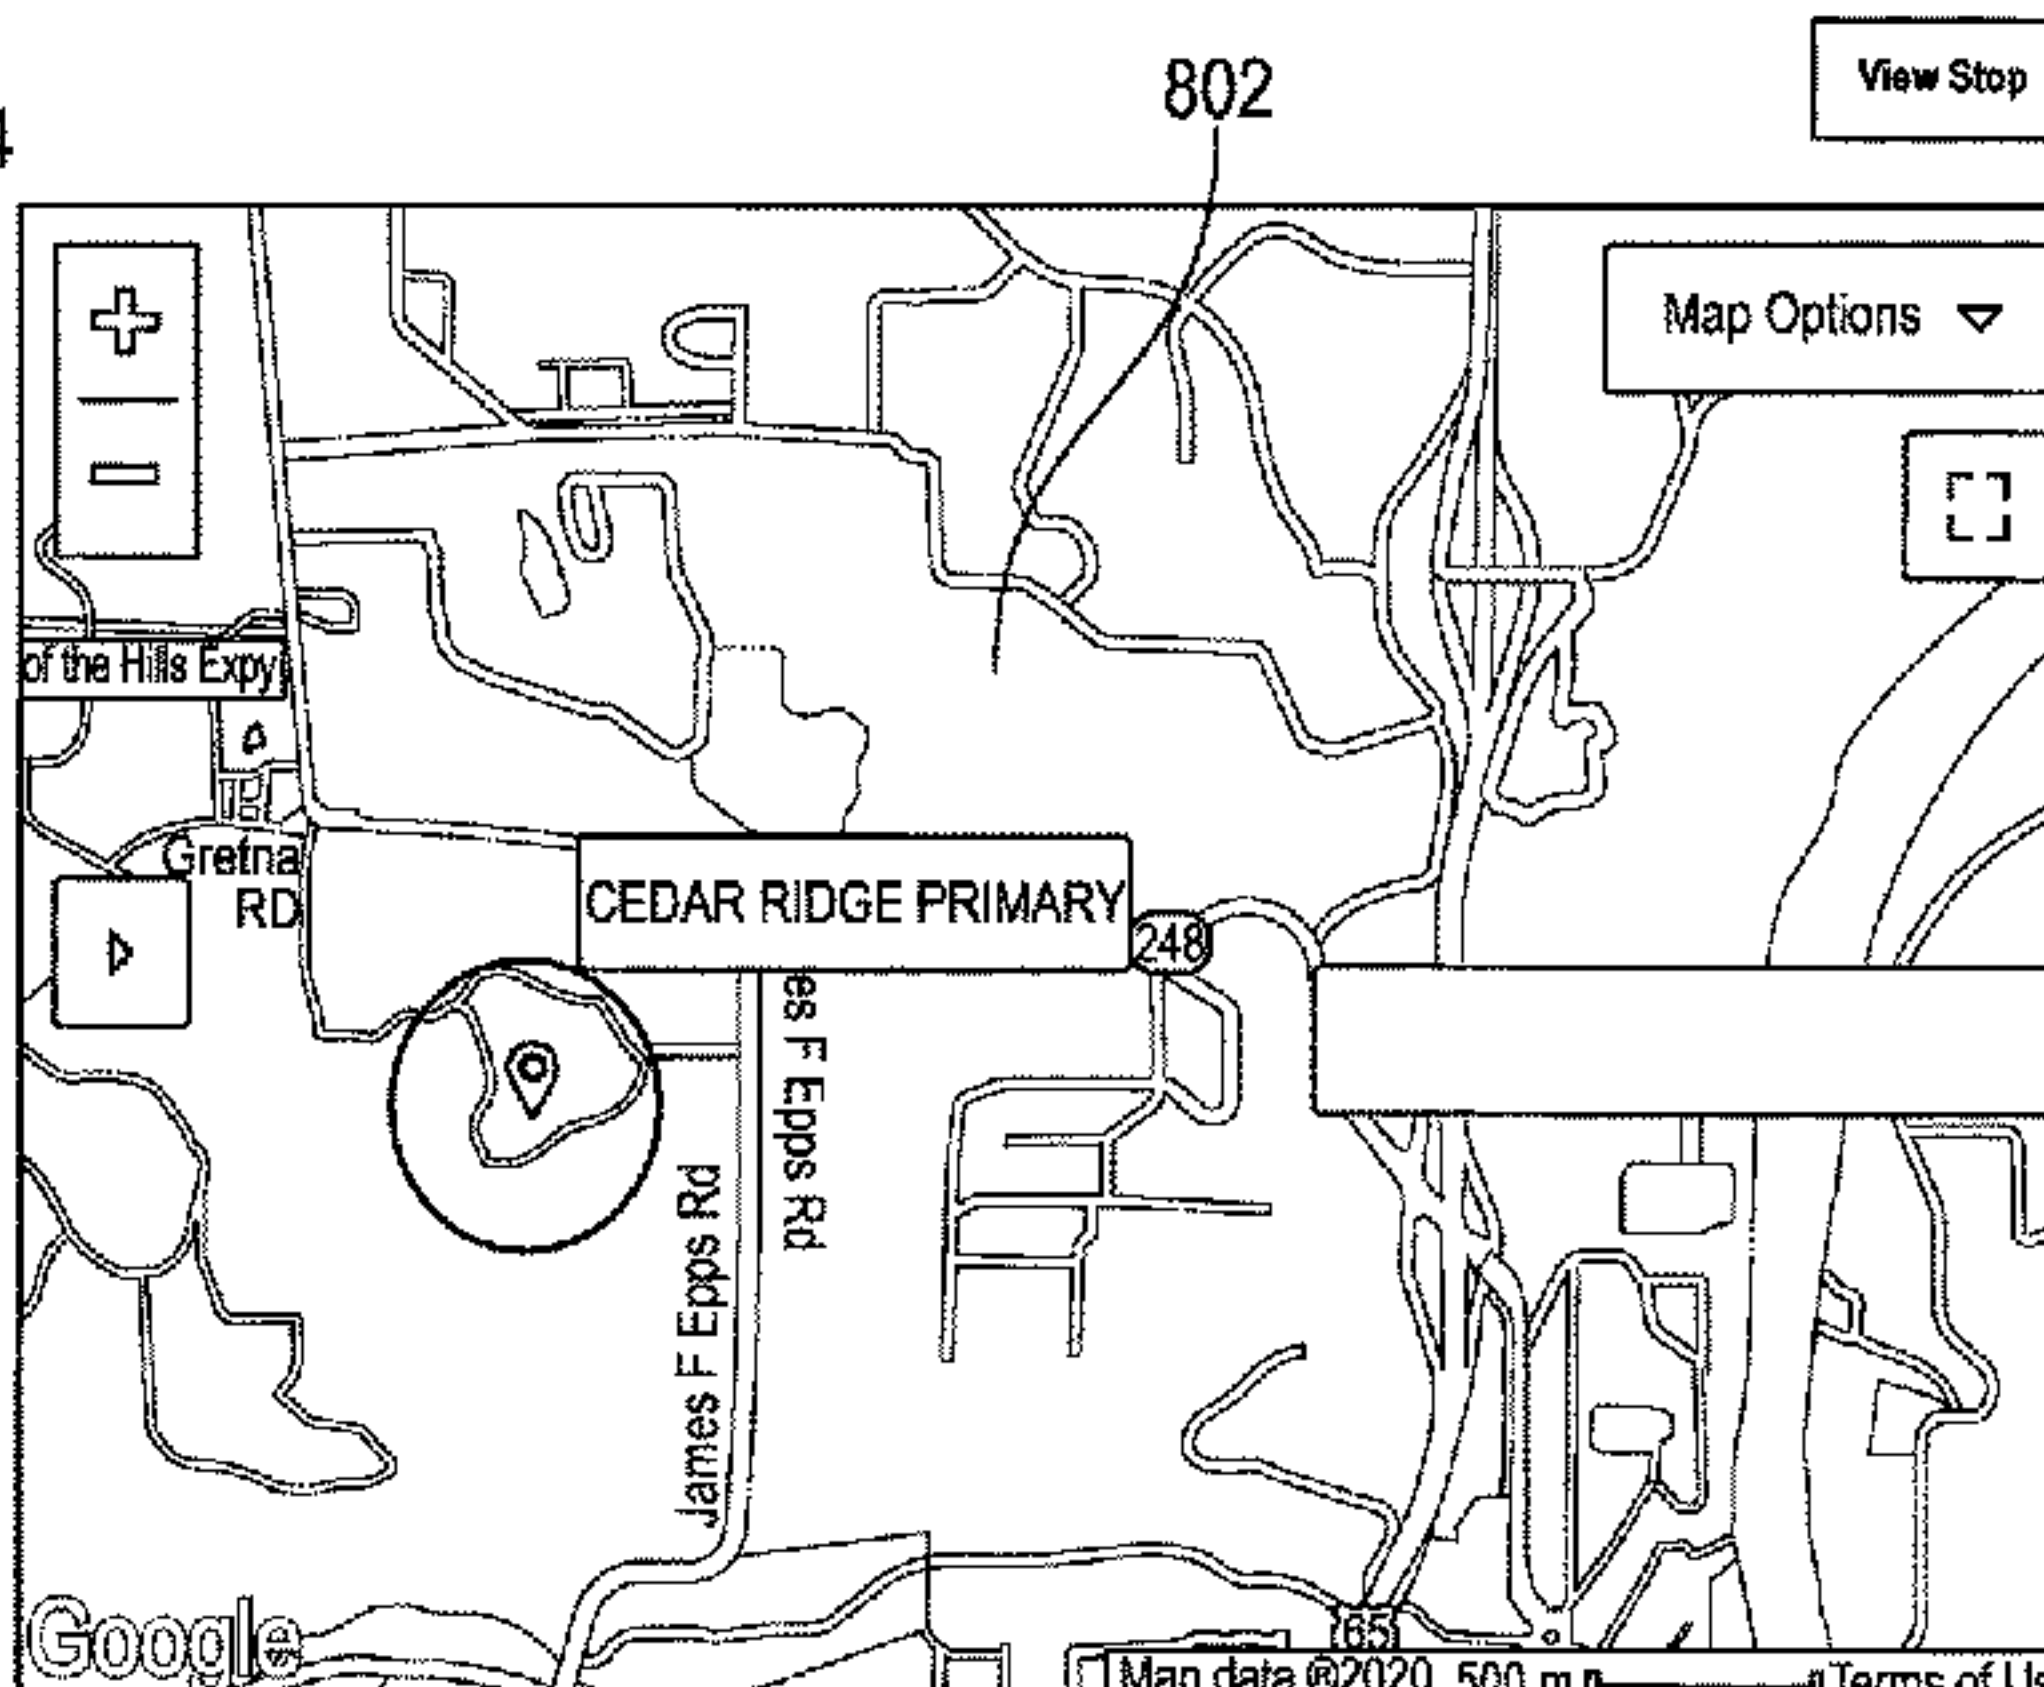 802
View Stop
4
Map Options
of the Hills Expy
Gretna
RD
CEDAR RIDGE PRIMARY
248
es F Epps Rd
James F Epps Rd
Google
65
Map data ©2020 500 m
Terms of